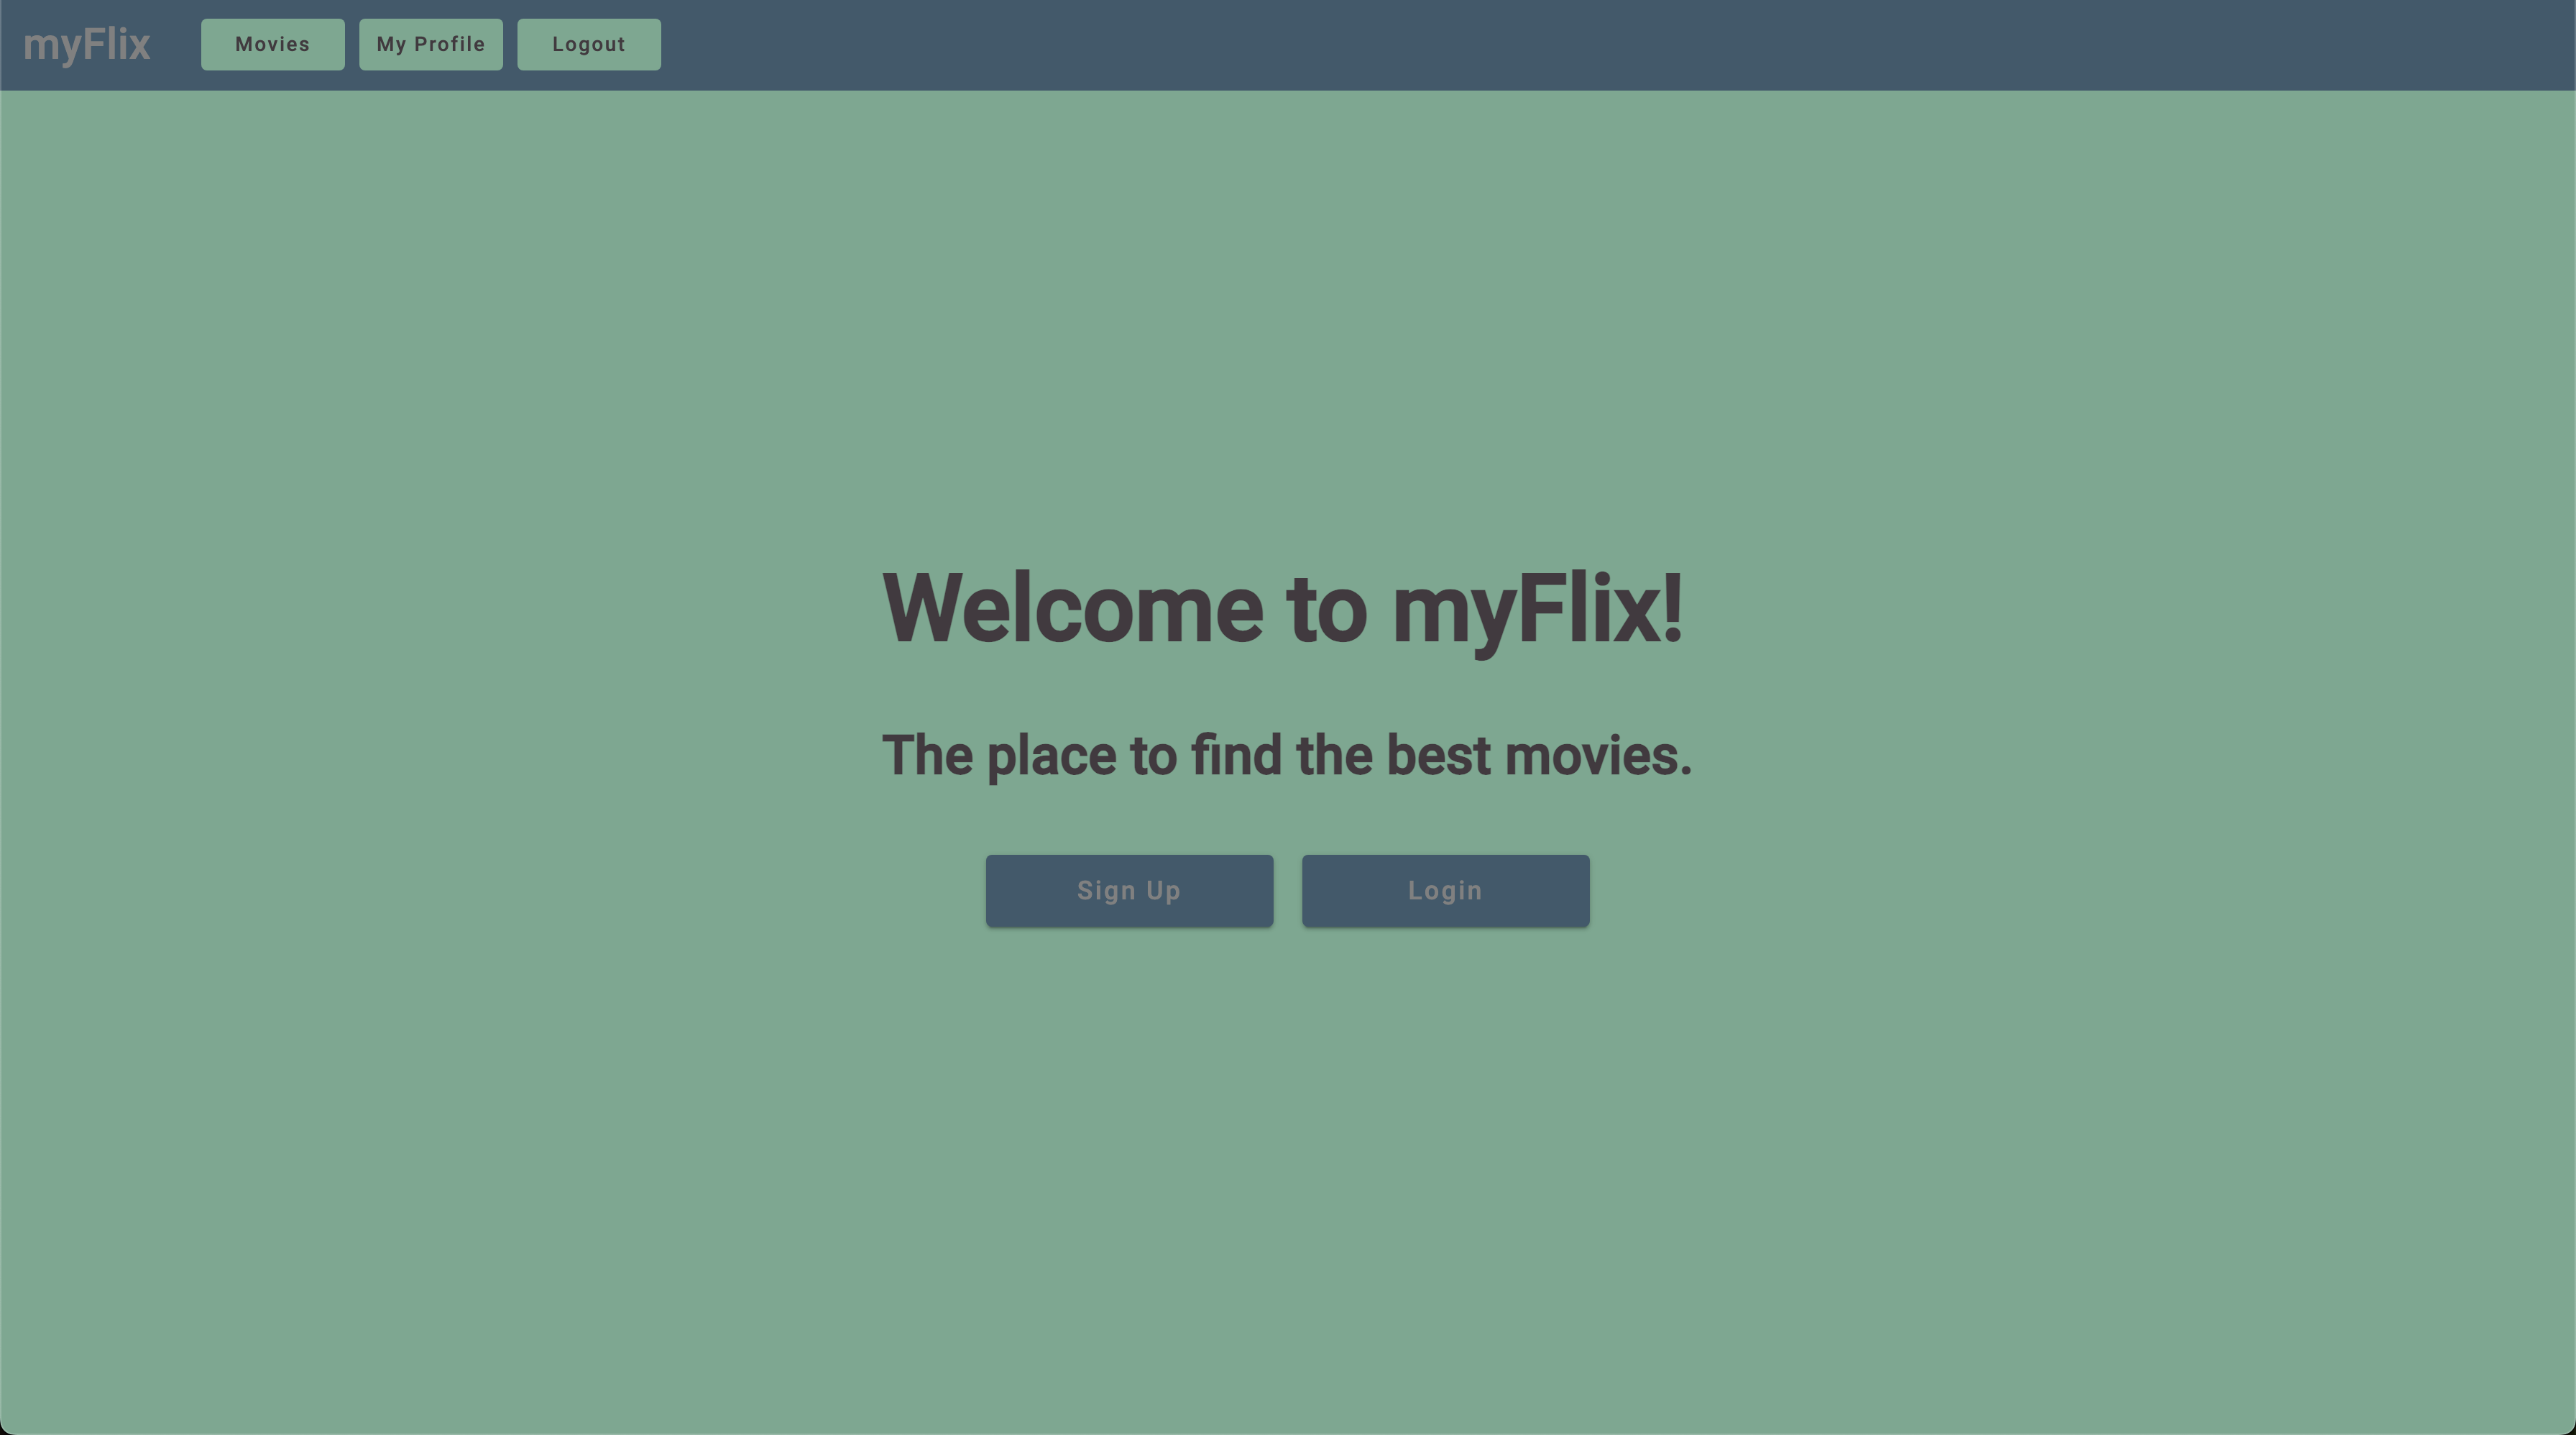 myFlix Movies My Profile Logout
Welcome to myFlix!
The place to find the best movies.
Sign Up Login